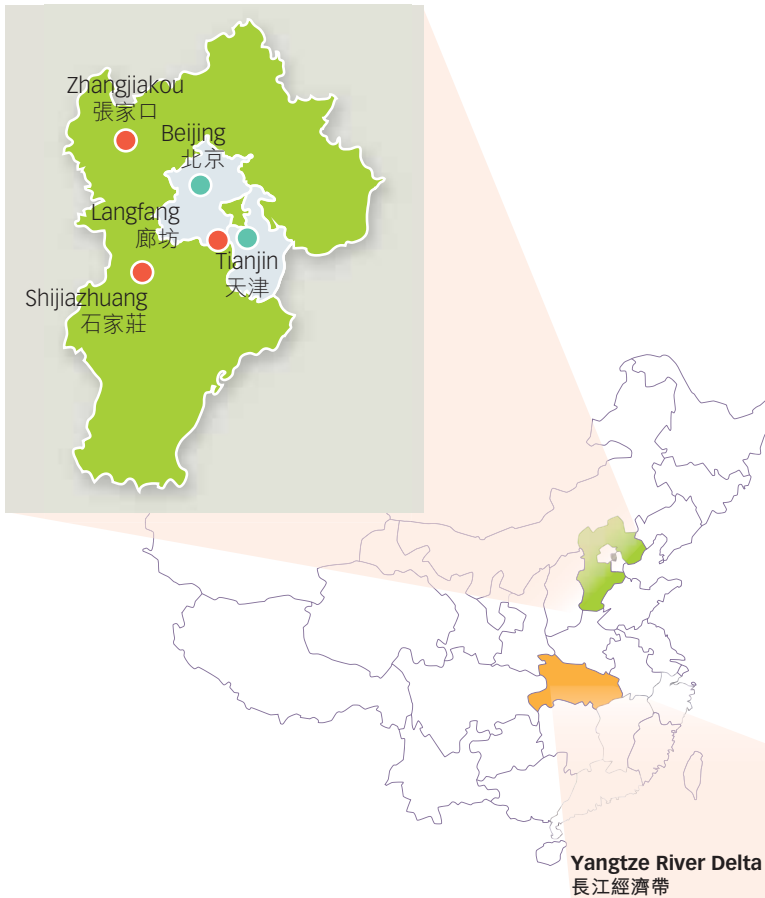 Zhangjiakou
張家口
Beijing
北京
Langfang
廊坊
Tianjin
天津
Shijiazhuang
石家莊
Yangtze River Delta
長江經濟帶